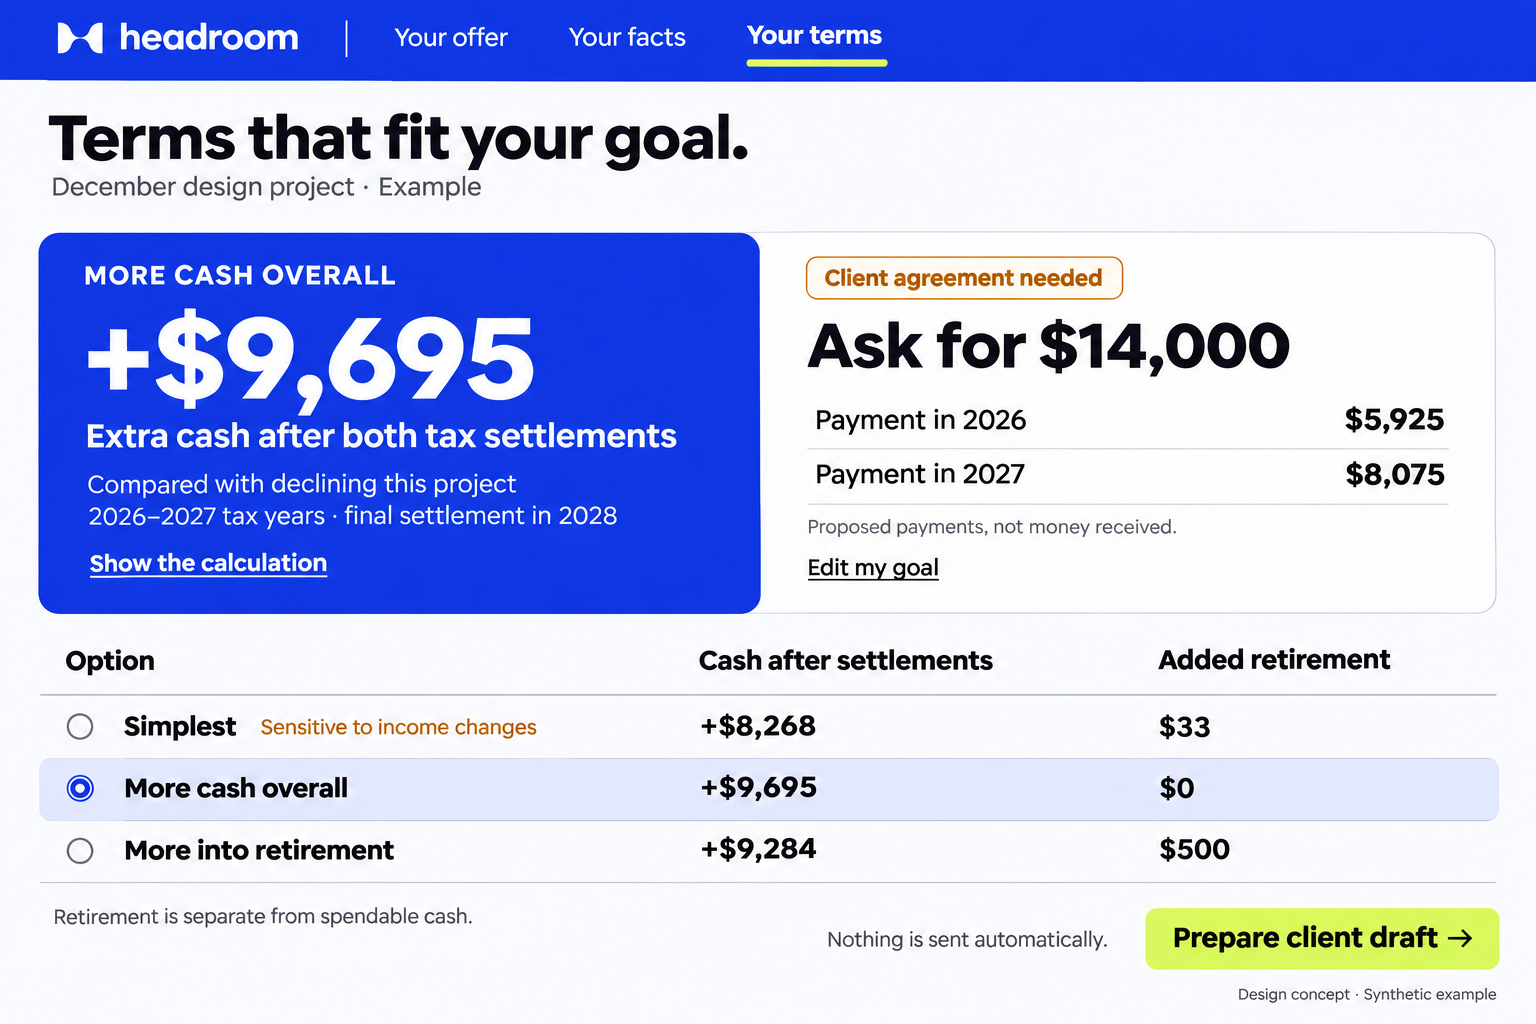 headroom
Your offer
Your facts
Your terms
Terms that fit your goal.
December design project · Example
MORE CASH OVERALL
+$9,695
Extra cash after both tax settlements
Compared with declining this project
2026–2027 tax years · final settlement in 2028
Show the calculation
Client agreement needed
Ask for $14,000
Payment in 2026 $5,925
Payment in 2027 $8,075
Proposed payments, not money received.
Edit my goal
Option Cash after settlements Added retirement
Simplest Sensitive to income changes +$8,268 $33
More cash overall +$9,695 $0
More into retirement +$9,284 $500
Retirement is separate from spendable cash.
Nothing is sent automatically.
Prepare client draft →
Design concept · Synthetic example